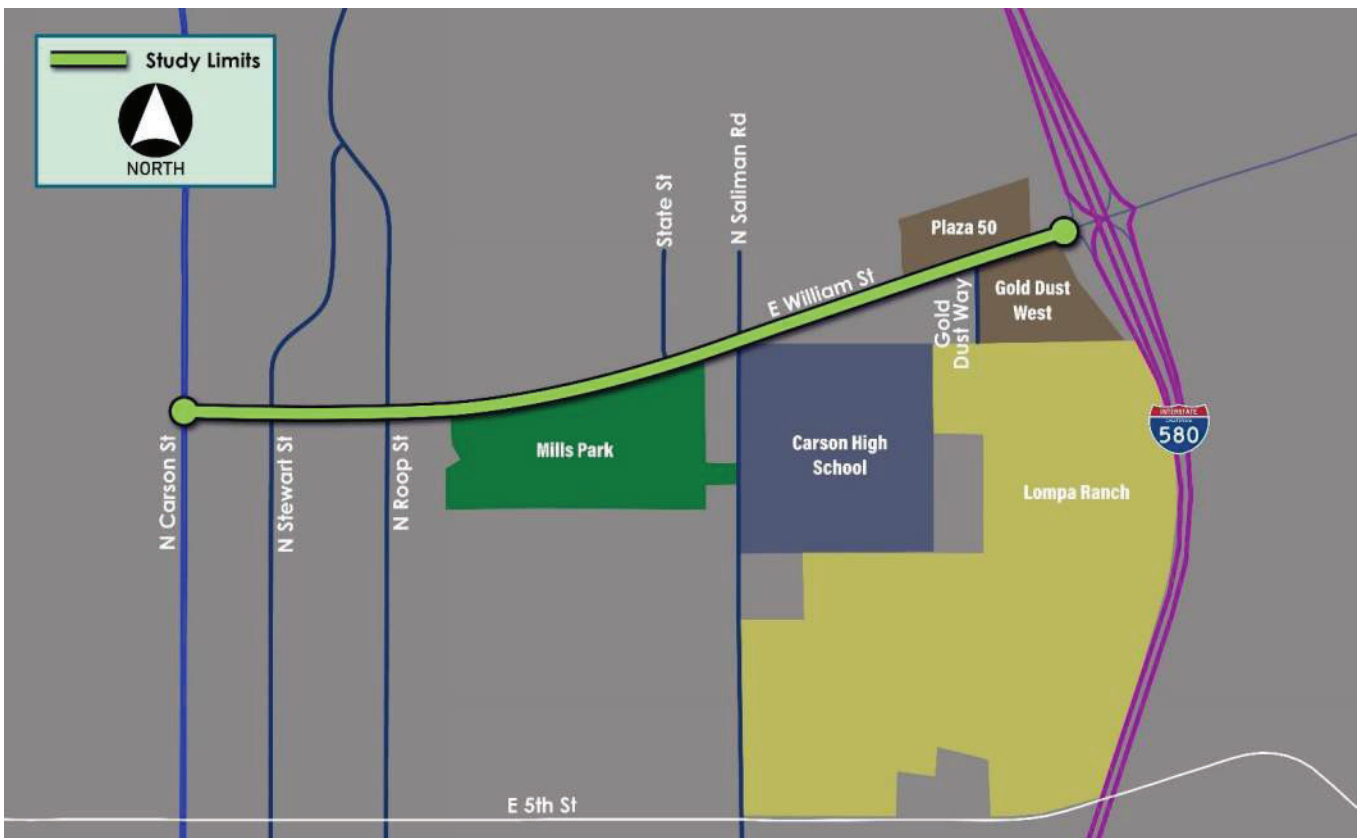 Study Limits
NORTH
N Carson St
N Stewart St
N Roop St
State St
N Saliman Rd
E William St
Plaza 50
Gold
Dust Way
Gold Dust
West
Mills Park
Carson High
School
Lompa Ranch
INTERSTATE
580
E 5th St